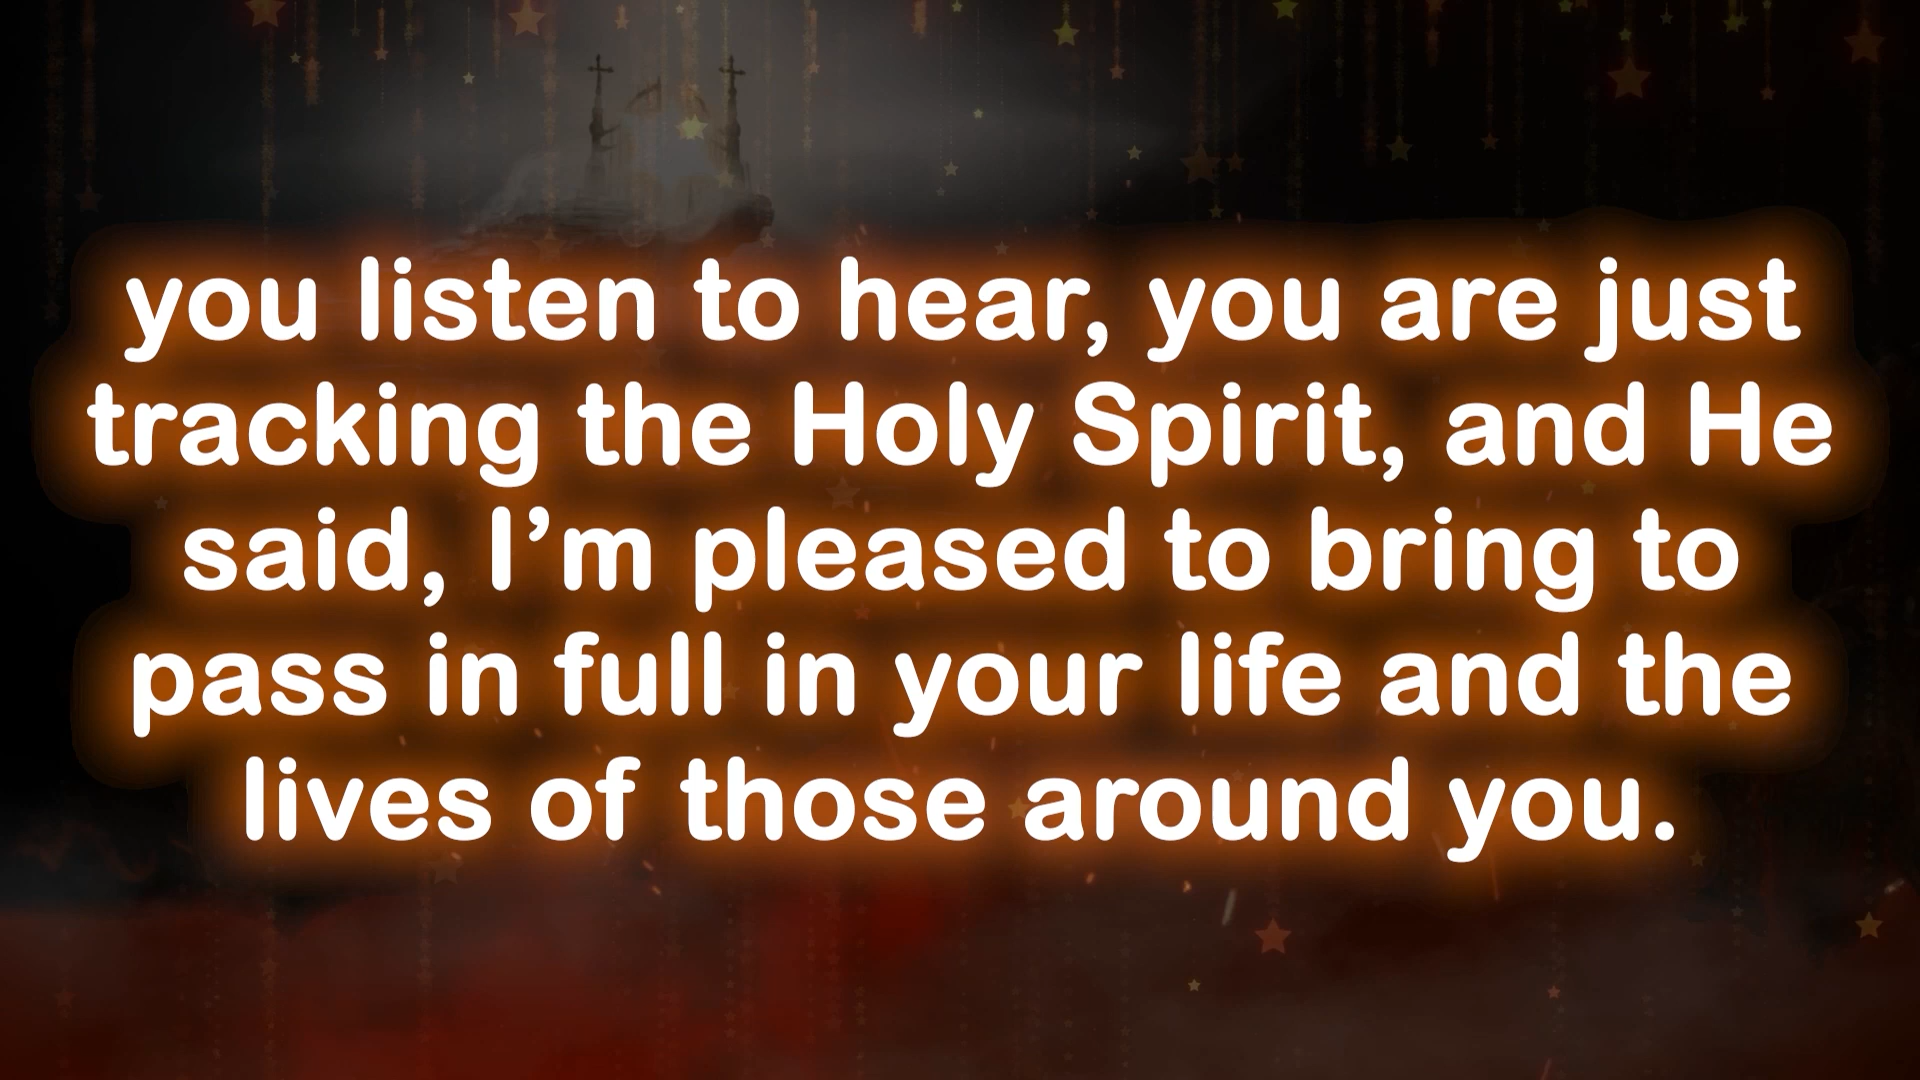 you listen to hear, you are just
tracking the Holy Spirit, and He
said, I’m pleased to bring to
pass in full in your life and the
lives of those around you.